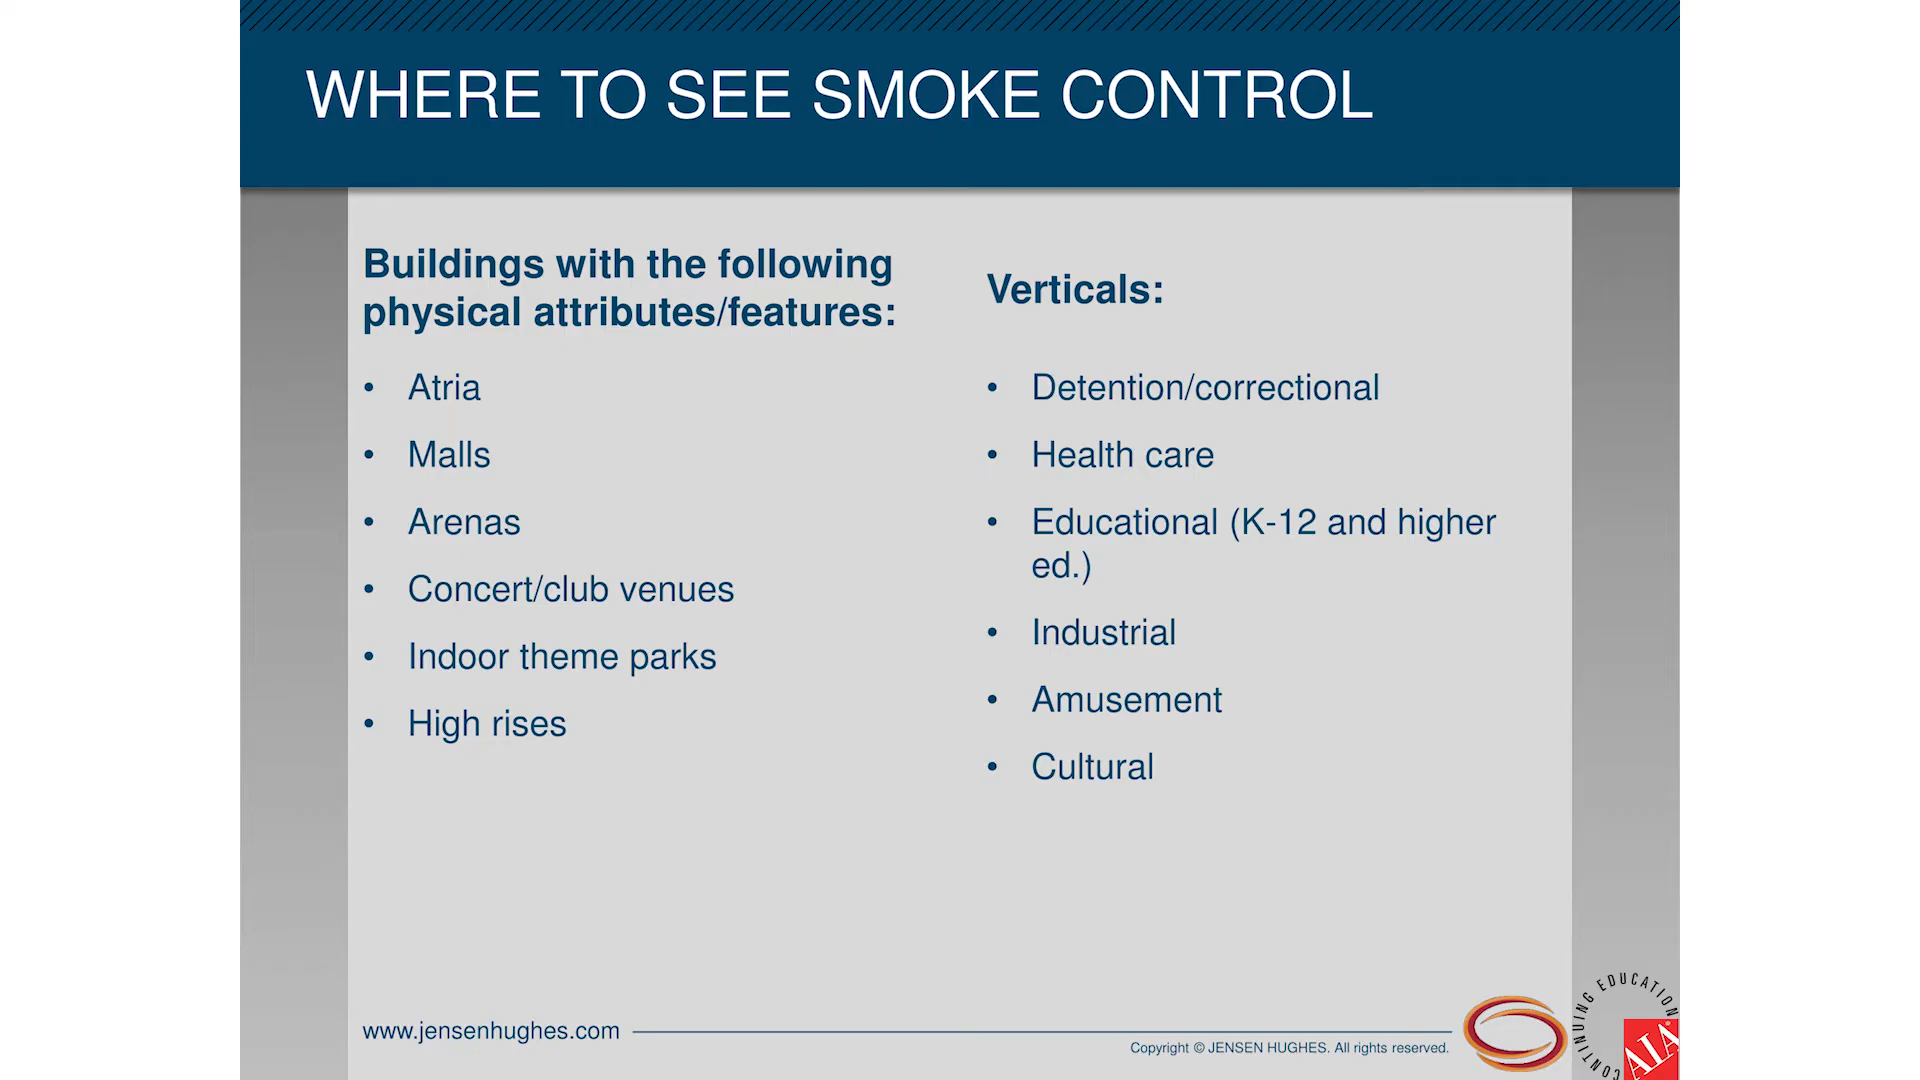 WHERE TO SEE SMOKE CONTROL
Buildings with the following
physical attributes/features:
• Atria
• Malls
• Arenas
• Concert/club venues
• Indoor theme parks
• High rises
Verticals:
• Detention/correctional
• Health care
• Educational (K-12 and higher
ed.)
• Industrial
• Amusement
• Cultural
www.jensenhughes.com
Copyright © JENSEN HUGHES. All rights reserved.
CONTINUING EDUCATION
AIA